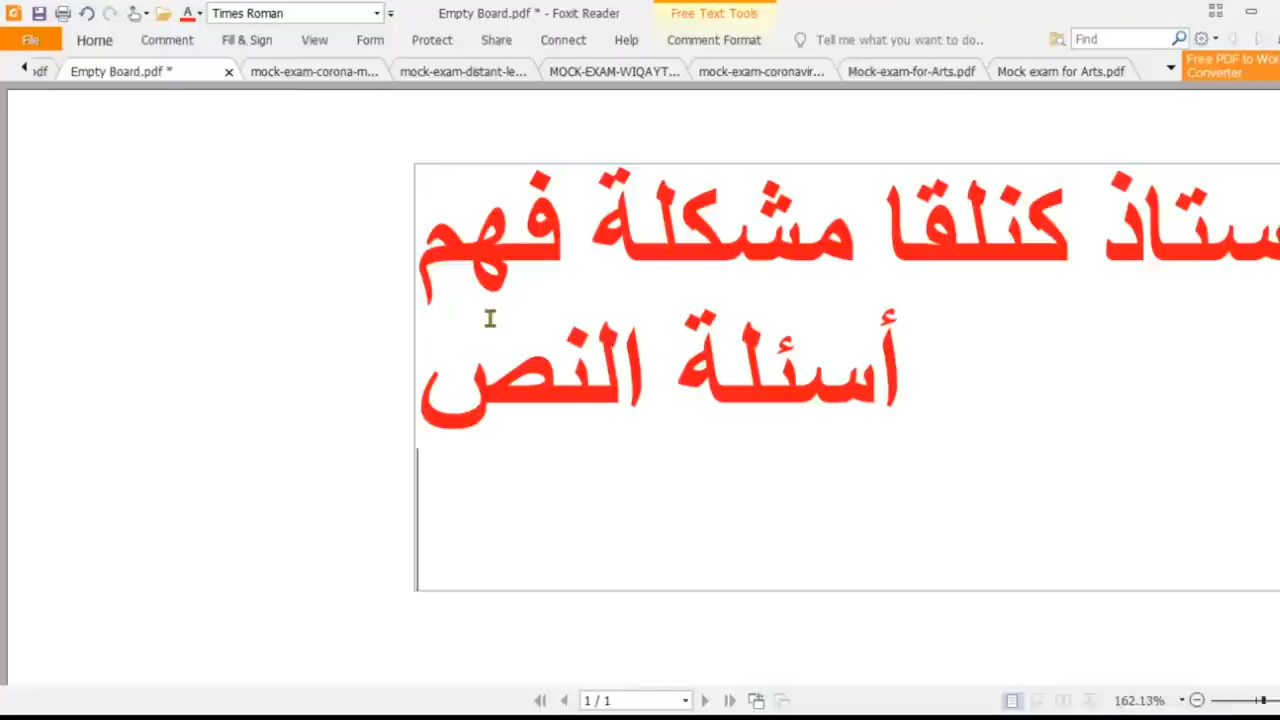 Empty Board.pdf * - Foxit Reader
Free Text Tools
Times Roman
File Home Comment Fill & Sign View Form Protect Share Connect Help Comment Format Tell me what you want to do.. Find
Empty Board.pdf * mock-exam-corona-m... mock-exam-distant-le... MOCK-EXAM-WIQAYT... mock-exam-coronavir... Mock-exam-for-Arts.pdf Mock exam for Arts.pdf
Free PDF to Wor
Converter
ستاذ كنلقا مشكلة فهم
أسئلة النص
1 / 1
162.13%